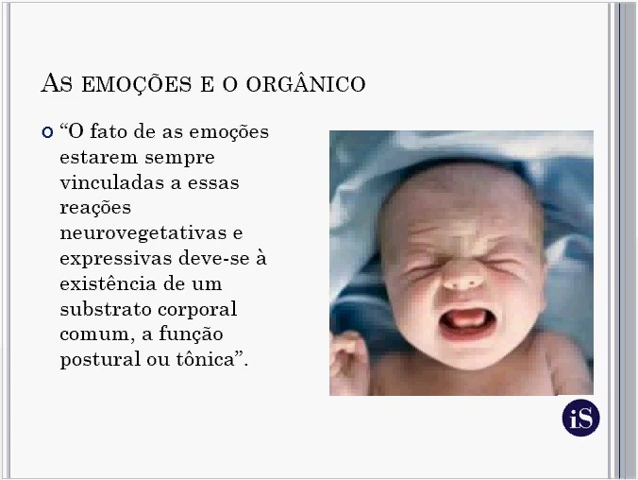 AS EMOÇÕES E O ORGÂNICO
“O fato de as emoções
estarem sempre
vinculadas a essas
reações
neurovegetativas e
expressivas deve-se à
existência de um
substrato corporal
comum, a função
postural ou tônica”.
iS